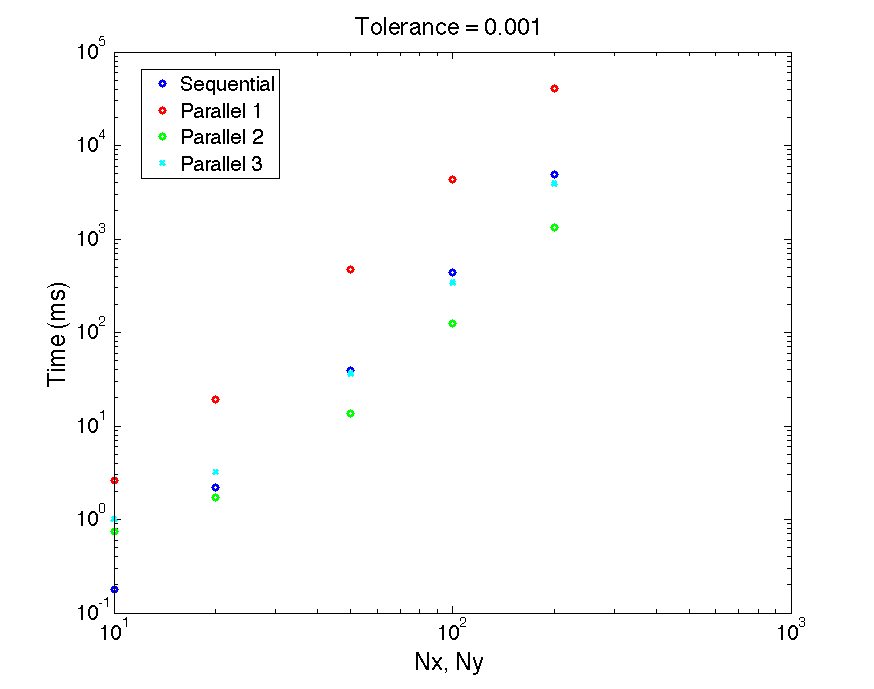 Tolerance = 0.001
Sequential
Parallel 1
Parallel 2
Parallel 3
10^5
10^4
10^3
10^2
10^1
10^0
10^-1
Time (ms)
10^1 10^2 10^3
Nx, Ny